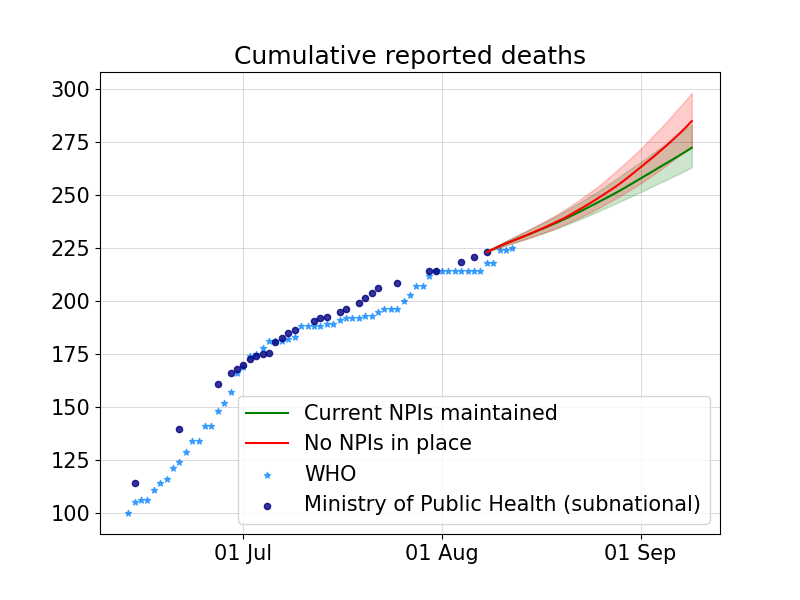 Cumulative reported deaths
300
275
250
225
200
175
150
125
100
Current NPIs maintained
No NPIs in place
WHO
Ministry of Public Health (subnational)
01 Jul
01 Aug
01 Sep